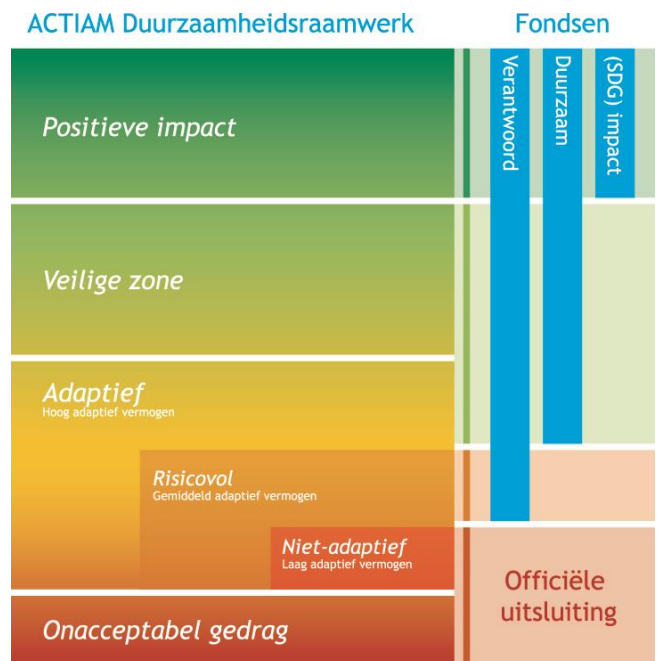 ACTIAM Duurzaamheidsraamwerk
Fondsen
Positieve impact
Verantwoord
Duurzaam
(SDG) impact
Veilige zone
Adaptief
Hoog adaptief vermogen
Risicovol
Gemiddeld adaptief vermogen
Niet-adaptief
Laag adaptief vermogen
Officiële
uitsluiting
Onacceptabel gedrag